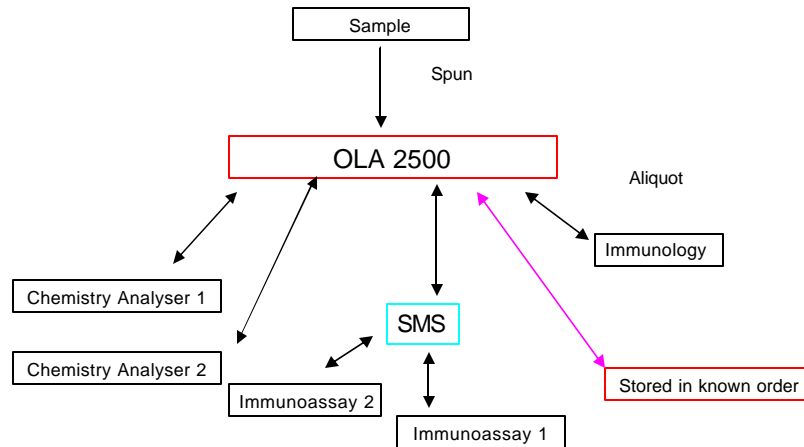 Sample
Spun
OLA 2500
Aliquot
Immunology
Chemistry Analyser 1
SMS
Chemistry Analyser 2
Stored in known order
Immunoassay 2
Immunoassay 1